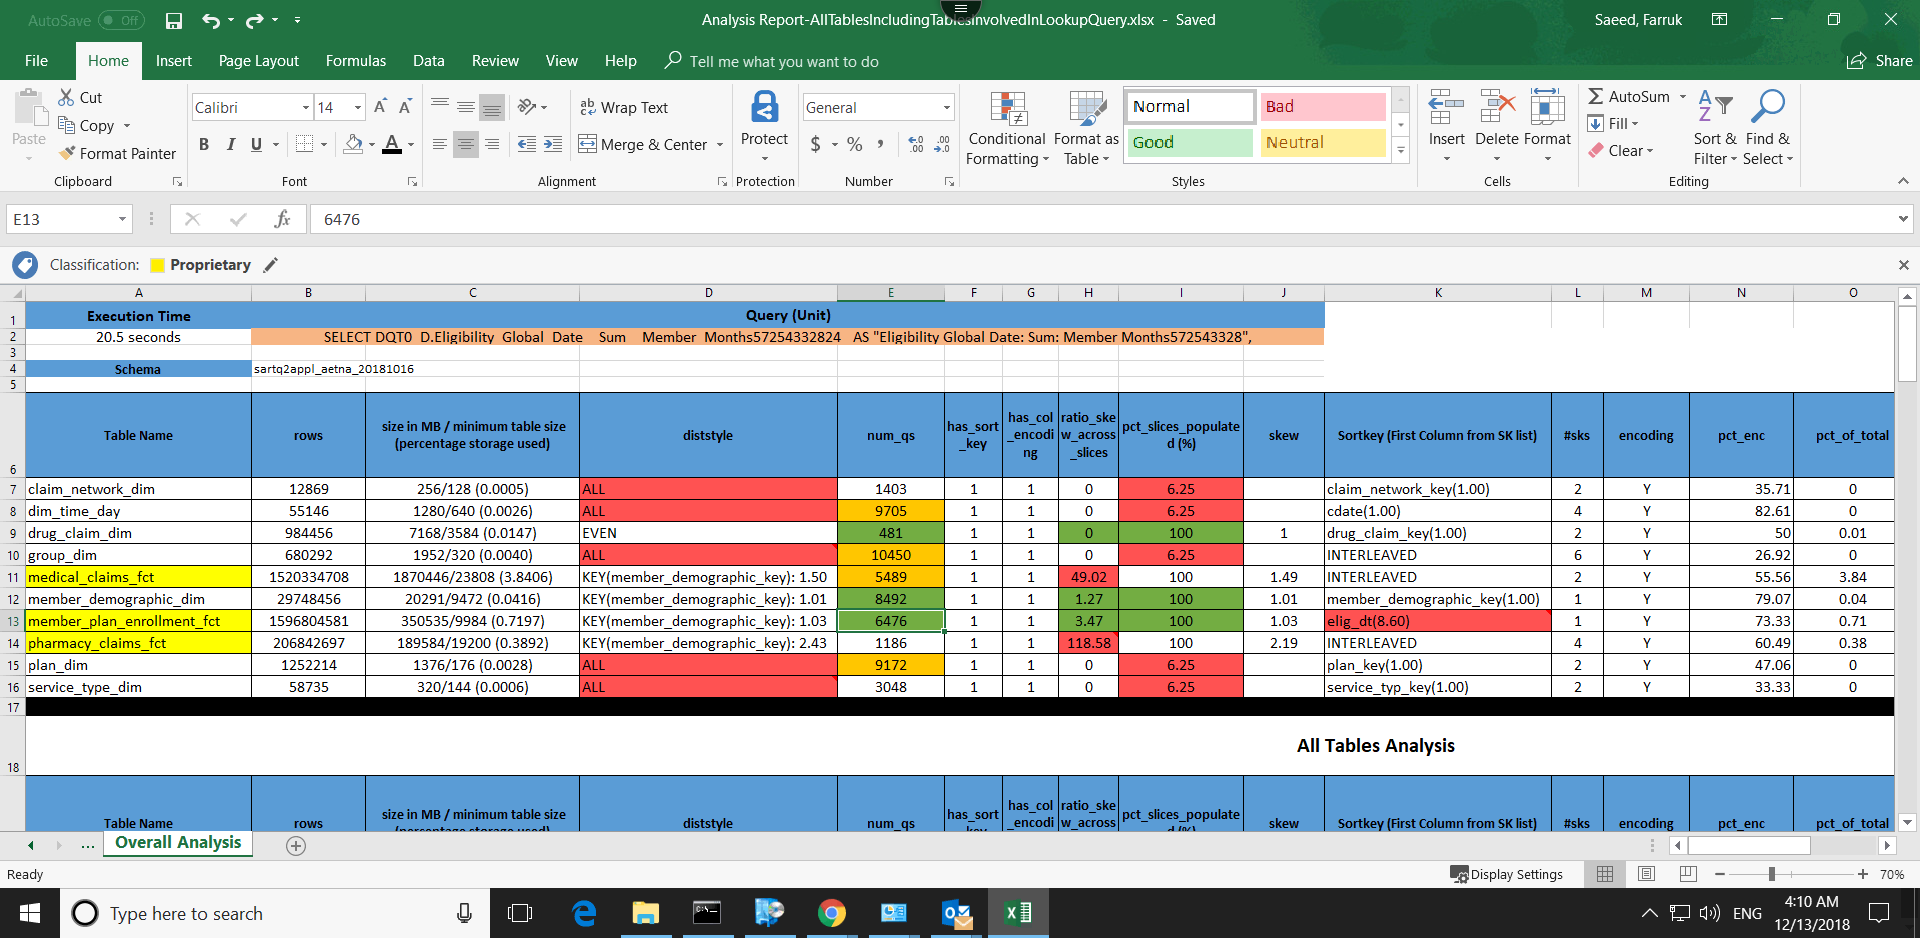 AutoSave Off
Analysis Report-AllTablesIncludingTablesInvolvedInLookupQuery.xlsx - Saved
Saeed, Farruk
File Home Insert Page Layout Formulas Data Review View Help Tell me what you want to do Share
Paste Cut Copy Format Painter Clipboard
Calibri 14 B I U A Font
Wrap Text Merge & Center Alignment
Protect Protection
General $ % Number
Conditional Formatting Format as Table Normal Bad Good Neutral Styles
Insert Delete Format Cells
AutoSum Fill Clear Sort & Filter Find & Select Editing
E13 fx 6476
Classification: Proprietary
A B C D E F G H I J K L M N O
1 Execution Time Query (Unit)
2 20.5 seconds SELECT DQT0 D.Eligibility Global Date Sum Member Months57254332824 AS "Eligibility Global Date: Sum: Member Months572543328",
3
4 Schema sartq2appl_aetna_20181016
5
6 Table Name rows size in MB / minimum table size (percentage storage used) diststyle num_qs has_sort_key has_col_encoding ratio_skew_across_slices pct_slices_populated (%) skew Sortkey (First Column from SK list) #sks encoding pct_enc pct_of_total
7 claim_network_dim 12869 256/128 (0.0005) ALL 1403 1 1 0 6.25 claim_network_key(1.00) 2 Y 35.71 0
8 dim_time_day 55146 1280/640 (0.0026) ALL 9705 1 1 0 6.25 cdate(1.00) 4 Y 82.61 0
9 drug_claim_dim 984456 7168/3584 (0.0147) EVEN 481 1 1 0 100 1 drug_claim_key(1.00) 2 Y 50 0.01
10 group_dim 680292 1952/320 (0.0040) ALL 10450 1 1 0 6.25 INTERLEAVED 6 Y 26.92 0
11 medical_claims_fct 1520334708 1870446/23808 (3.8406) KEY(member_demographic_key): 1.50 5489 1 1 49.02 100 1.49 INTERLEAVED 2 Y 55.56 3.84
12 member_demographic_dim 29748456 20291/9472 (0.0416) KEY(member_demographic_key): 1.01 8492 1 1 1.27 100 1.01 member_demographic_key(1.00) 1 Y 79.07 0.04
13 member_plan_enrollment_fct 1596804581 350535/9984 (0.7197) KEY(member_demographic_key): 1.03 6476 1 1 3.47 100 1.03 elig_dt(8.60) 1 Y 73.33 0.71
14 pharmacy_claims_fct 206842697 189584/19200 (0.3892) KEY(member_demographic_key): 2.43 1186 1 1 118.58 100 2.19 INTERLEAVED 4 Y 60.49 0.38
15 plan_dim 1252214 1376/176 (0.0028) ALL 9172 1 1 0 6.25 plan_key(1.00) 2 Y 47.06 0
16 service_type_dim 58735 320/144 (0.0006) ALL 3048 1 1 0 6.25 service_typ_key(1.00) 2 Y 33.33 0
17
18 All Tables Analysis
Table Name rows size in MB / minimum table size diststyle num_qs has_sort has_col_encodi ratio_skew_across pct_slices_populate skew Sortkey (First Column from SK list) #sks encoding pct_enc pct_of_total
... Overall Analysis
Ready Display Settings 70%
Type here to search ENG 4:10 AM
12/13/2018